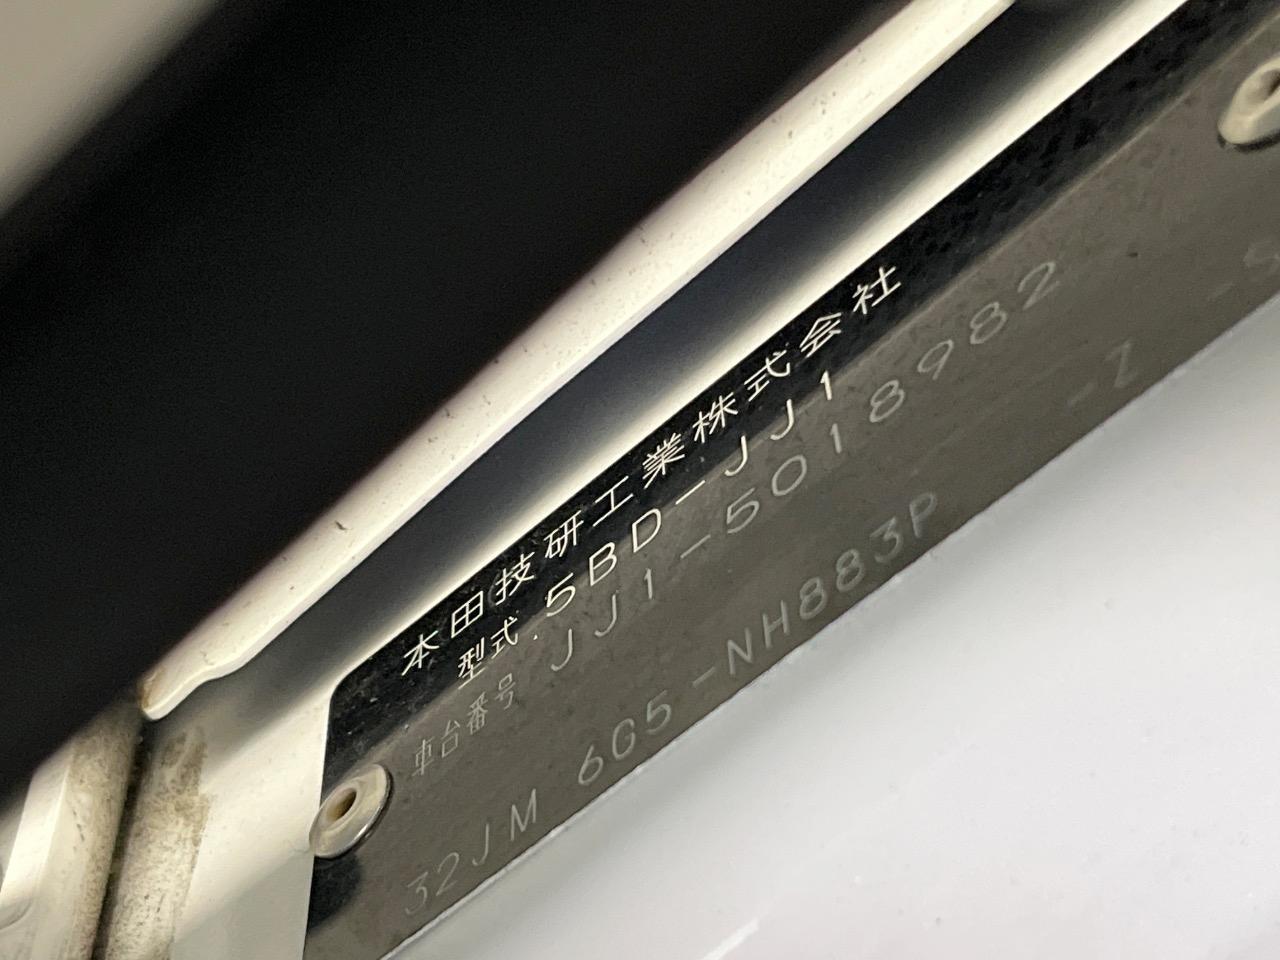 本田技研工業株式会社
型式. 5BD-JJ1
車台番号 JJ1-5018982
32JM 6G5-NH883P -Z -S